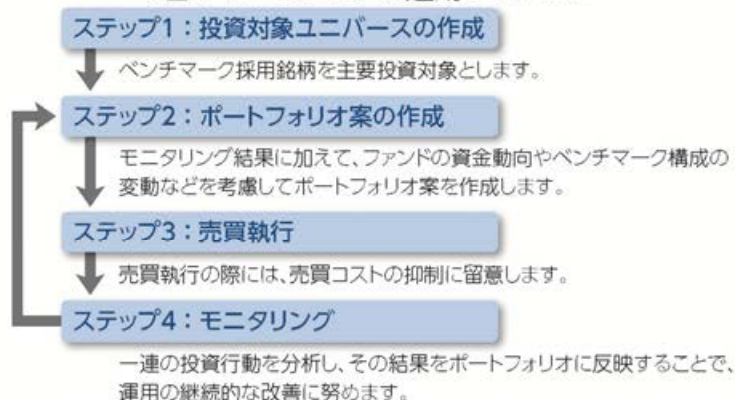 ステップ1：投資対象ユニバースの作成
ベンチマーク採用銘柄を主要投資対象とします。
ステップ2：ポートフォリオ案の作成
モニタリング結果に加えて、ファンドの資金動向やベンチマーク構成の
変動などを考慮してポートフォリオ案を作成します。
ステップ3：売買執行
売買執行の際には、売買コストの抑制に留意します。
ステップ4：モニタリング
一連の投資行動を分析し、その結果をポートフォリオに反映することで、
運用の継続的な改善に努めます。